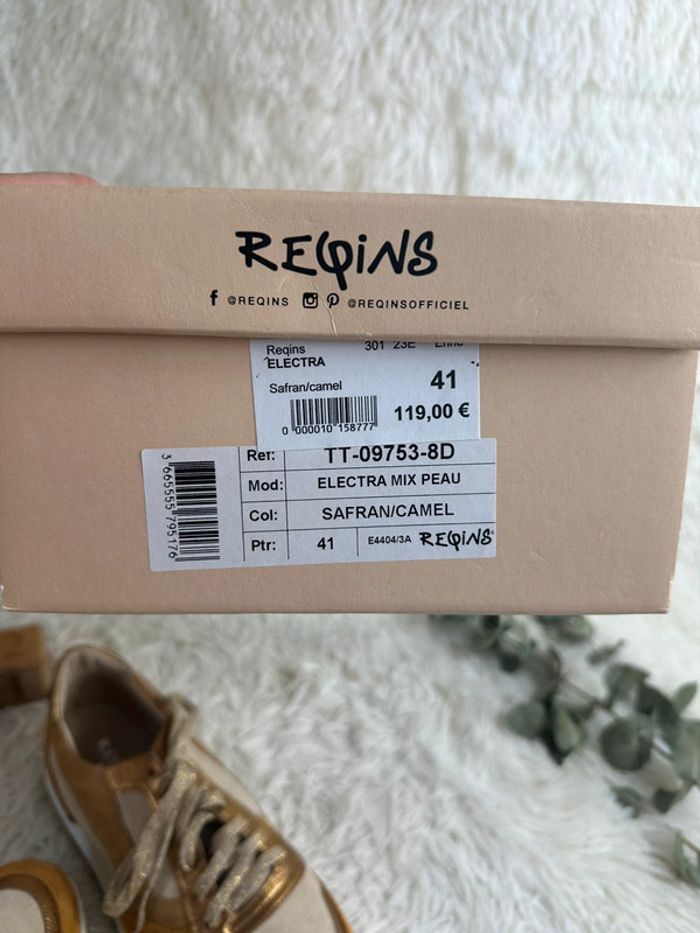 REQINS
@REQINS @REQINSOFFICIEL
Reqins 301 23E
ELECTRA
Safran/camel 41
119,00 €
0 000010 158777
Ref: TT-09753-8D
Mod: ELECTRA MIX PEAU
Col: SAFRAN/CAMEL
Ptr: 41 E4404/3A REQINS
3 665555 795176